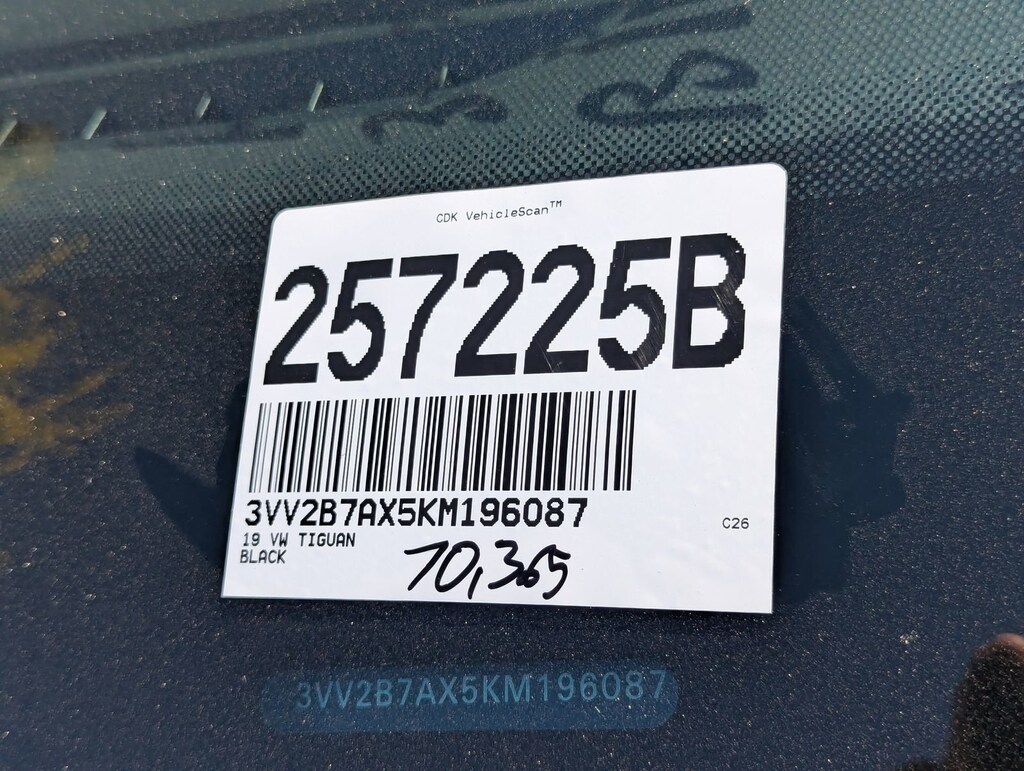 CDK VehicleScan™
257225B
3VV2B7AX5KM196087
19 VW TIGUAN
BLACK
C26
70,365
3VV2B7AX5KM196087